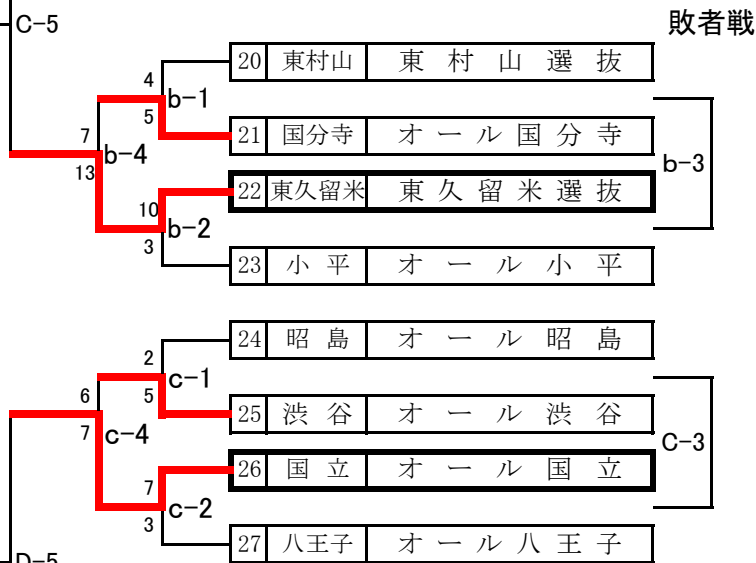 C-5
敗者戦
20 東村山 東村山選抜
4
b-1
5
21 国分寺 オール国分寺
7
b-4
13
b-3
22 東久留米 東久留米選抜
10
b-2
3
23 小平 オール小平
24 昭島 オール昭島
2
c-1
5
25 渋谷 オール渋谷
6
c-4
7
C-3
26 国立 オール国立
7
c-2
3
27 八王子 オール八王子
D-5